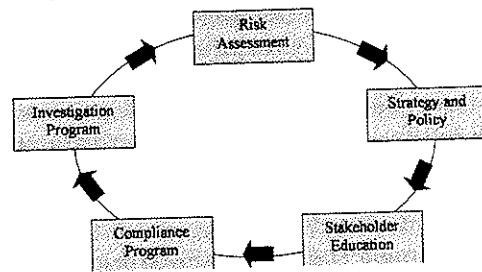 Risk
Assessment
Strategy and
Policy
Stakeholder
Education
Compliance
Program
Investigation
Program